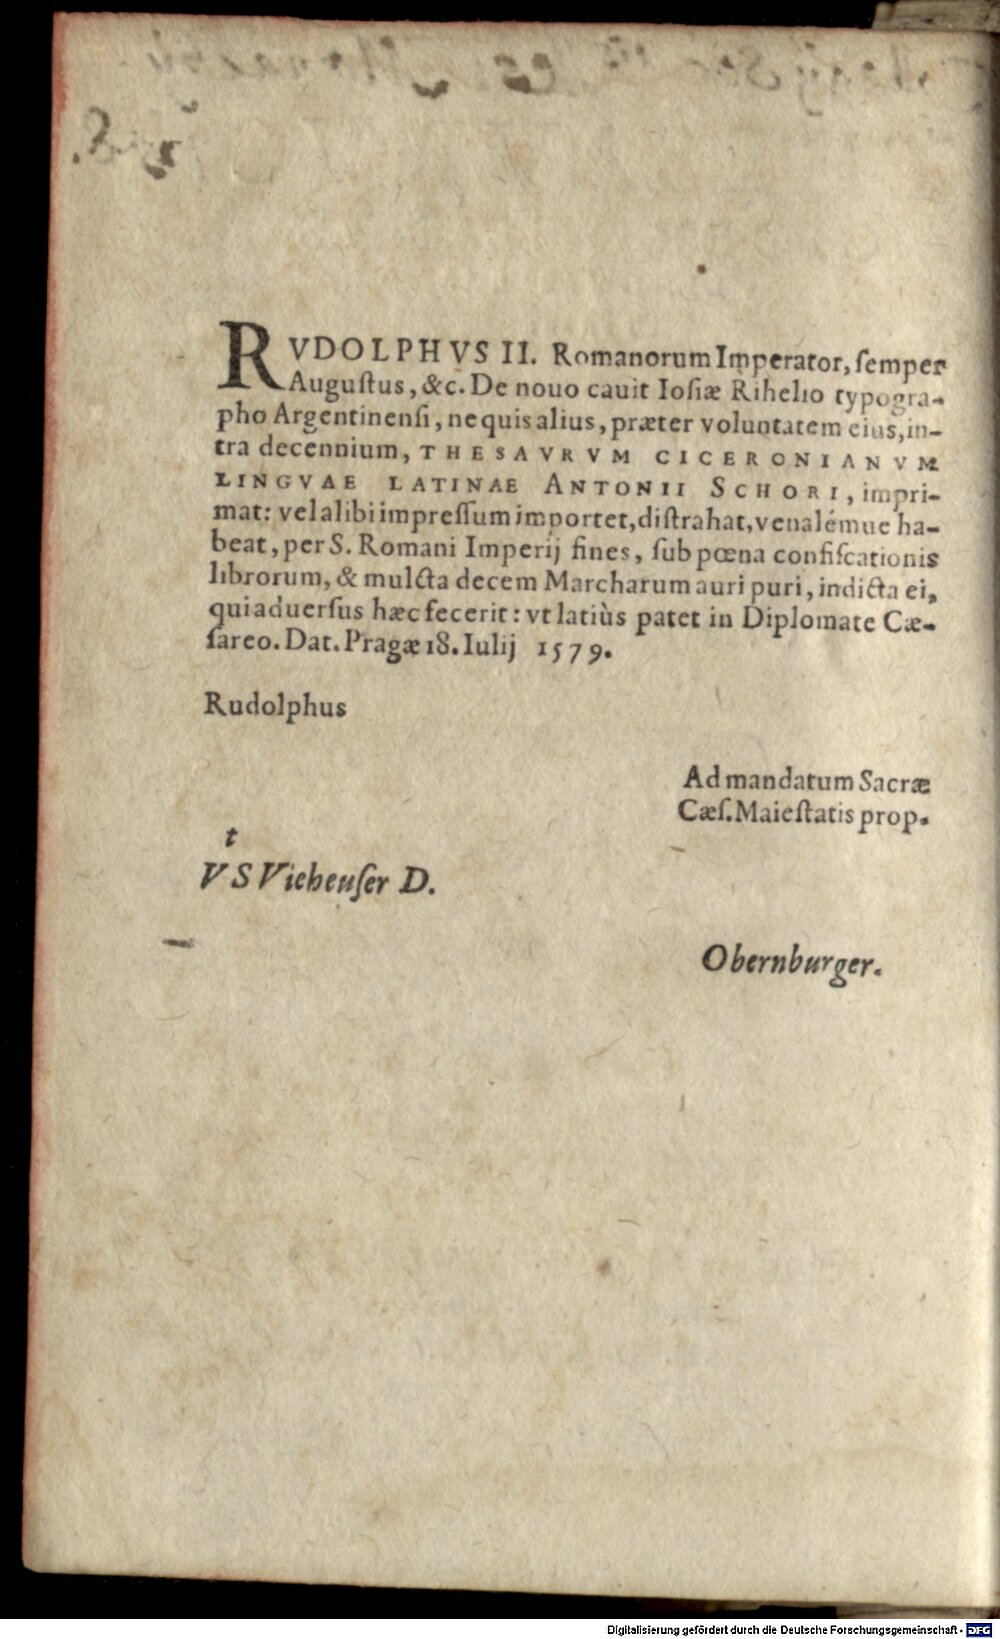 RVDOLPHVS II. Romanorum Imperator, ſemper
Auguſtus, &c. De nouo cauit Ioſiæ Rihelio typogra-
pho Argentinenſi, ne quis alius, præter voluntatem eius, in-
tra decennium, THESAVRVM CICERONIANVM
LINGVAE LATINAE ANTONII SCHORI, impri-
mat: vel alibi impreſſum importet, diſtrahat, venalémue ha-
beat, per S. Romani Imperij fines, ſub pœna confiſcationis
librorum, & mulcta decem Marcharum auri puri, indicta ei,
qui aduerſus hæc fecerit: vt latiùs patet in Diplomate Cæ-
ſareo. Dat. Pragæ 18. Iulij 1579.
Rudolphus
Ad mandatum Sacræ
Cæſ. Maieſtatis prop.
t
V S Vieheuſer D.
Obernburger.
Digitalisierung gefördert durch die Deutsche Forschungsgemeinschaft - DFG